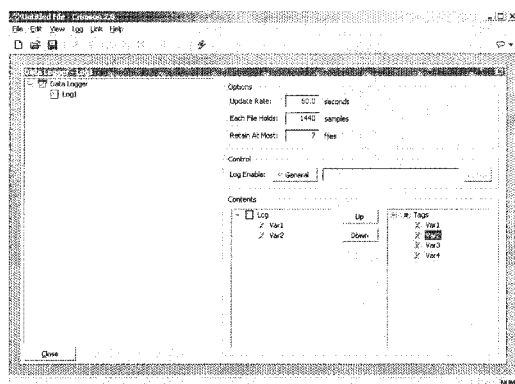 Untitled File - Crimson 2.0
File Edit View Log Link Help
Data Logger
Log1
Options
Update Rate: 60.0 seconds
Each File Holds: 1440 samples
Retain At Most: 7 files
Control
Log Enable: General
Contents
Log
Var1
Var2
Up
Down
Tags
Var1
Var2
Var3
Var4
Close
NUM